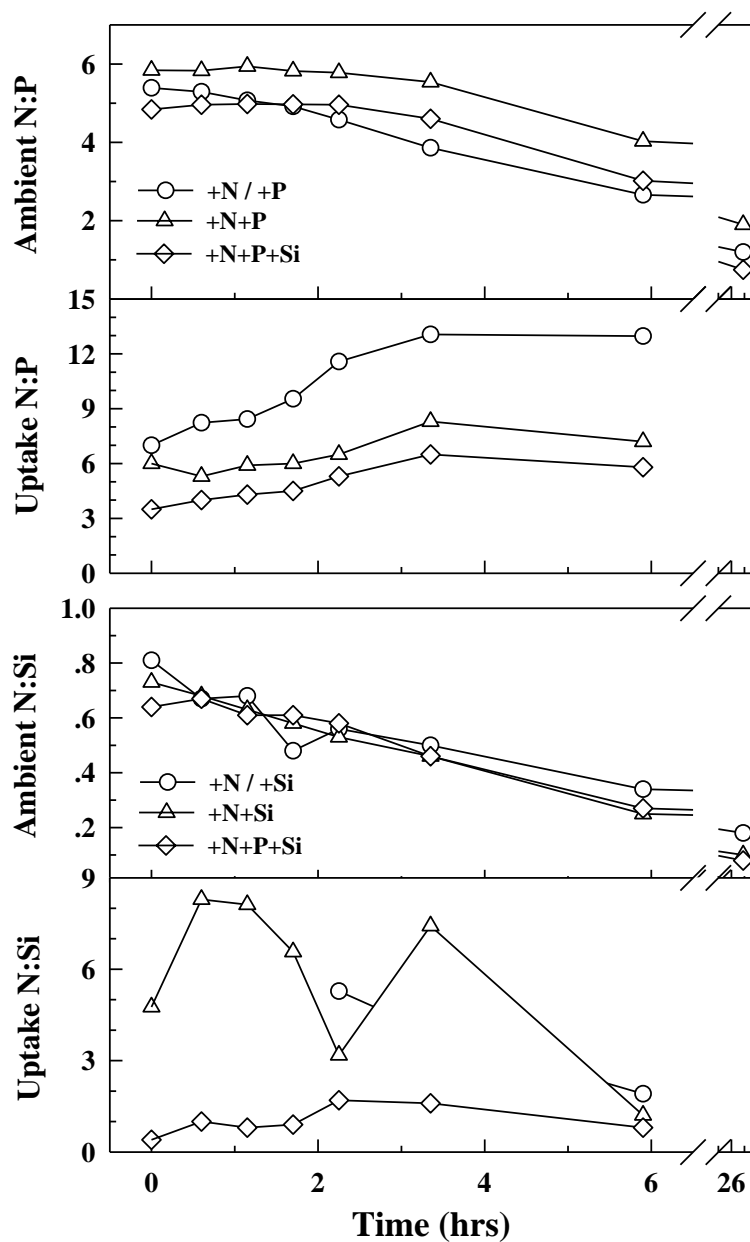 Ambient N:P
6
4
2
+N / +P
+N+P
+N+P+Si
Uptake N:P
15
12
9
6
3
0
Ambient N:Si
1.0
.8
.6
.4
.2
+N / +Si
+N+Si
+N+P+Si
Uptake N:Si
9
6
3
0
0 2 4 6 26
Time (hrs)